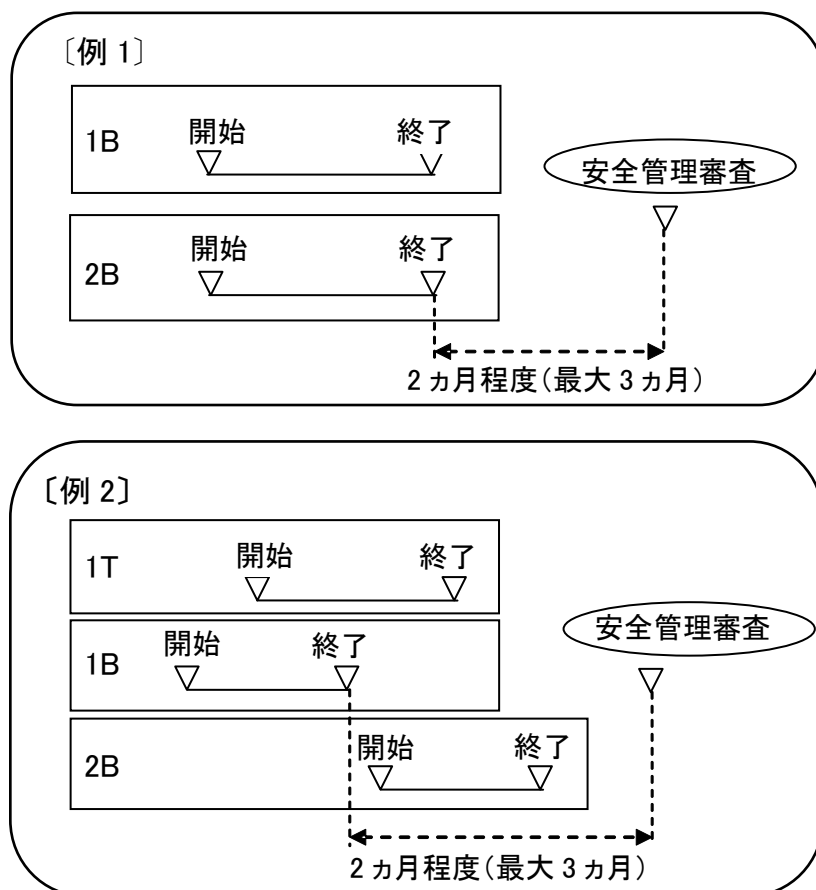 〔例 1〕
1B 開始 終了
安全管理審査
2B 開始 終了
2 ヵ月程度(最大 3 ヵ月)
〔例 2〕
1T 開始 終了
安全管理審査
1B 開始 終了
2B 開始 終了
2 ヵ月程度(最大 3 ヵ月)